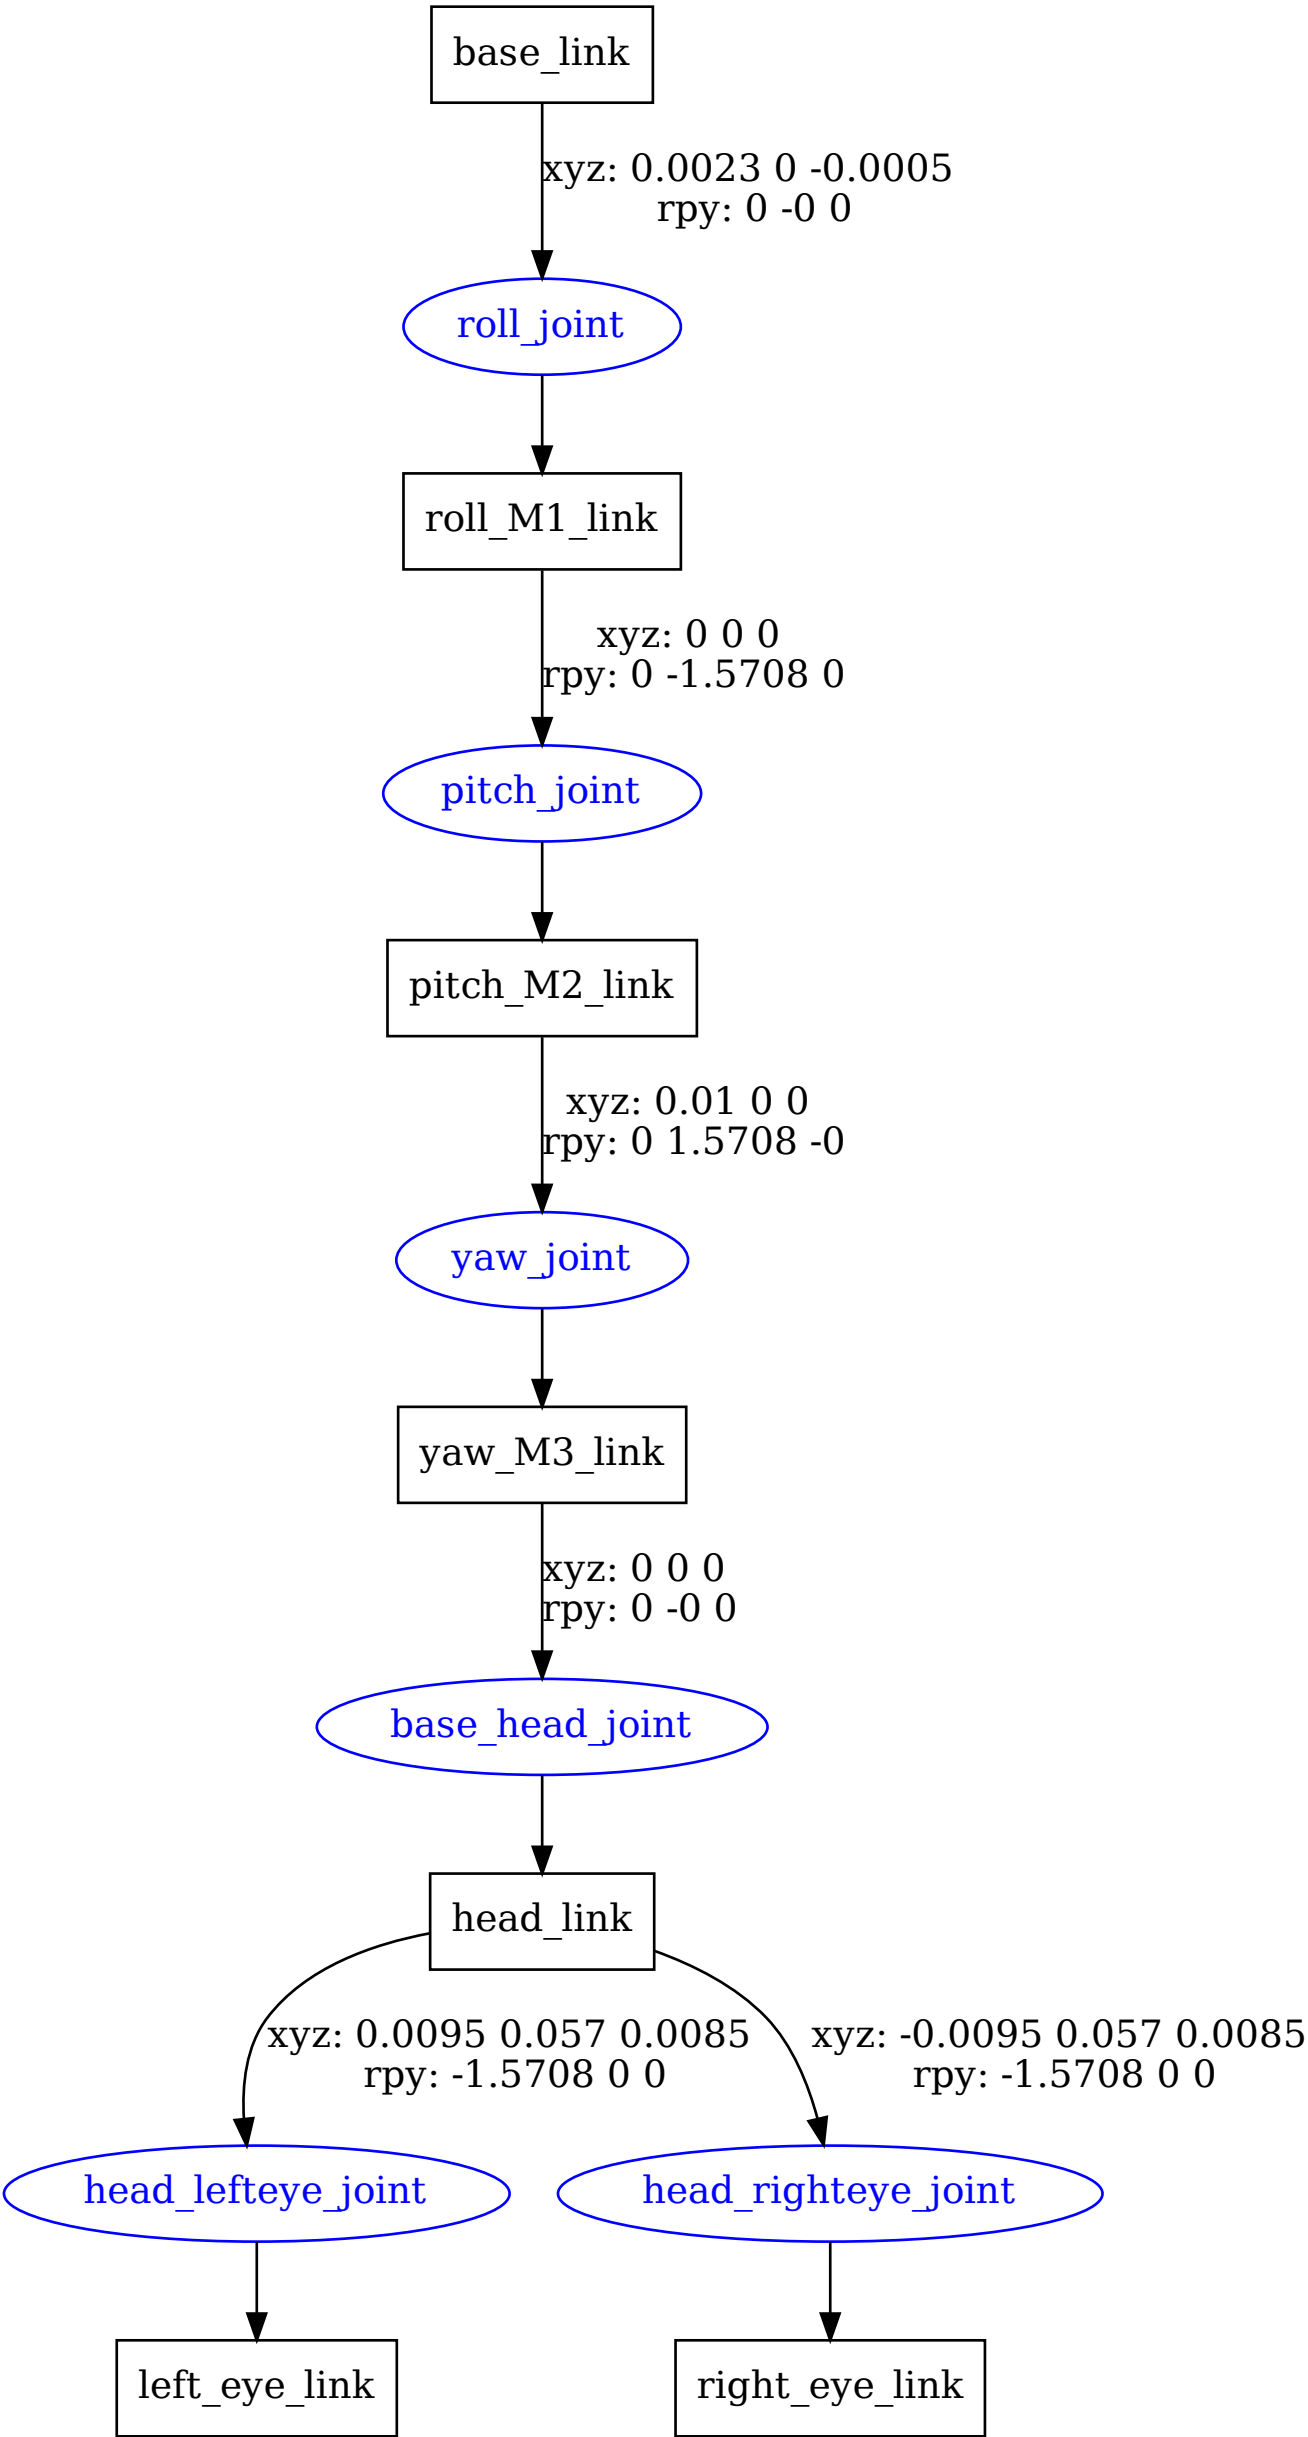 base_link
xyz: 0.0023 0 -0.0005
rpy: 0 -0 0
roll_joint
roll_M1_link
xyz: 0 0 0
rpy: 0 -1.5708 0
pitch_joint
pitch_M2_link
xyz: 0.01 0 0
rpy: 0 1.5708 -0
yaw_joint
yaw_M3_link
xyz: 0 0 0
rpy: 0 -0 0
base_head_joint
head_link
xyz: 0.0095 0.057 0.0085
rpy: -1.5708 0 0
xyz: -0.0095 0.057 0.0085
rpy: -1.5708 0 0
head_lefteye_joint
head_righteye_joint
left_eye_link
right_eye_link